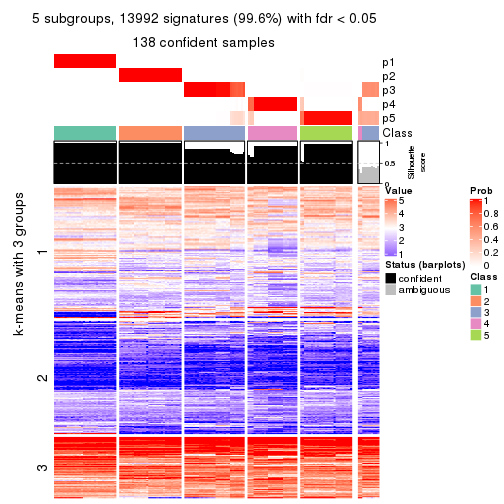 5 subgroups, 13992 signatures (99.6%) with fdr < 0.05
138 confident samples
p1
p2
p3
p4
p5
Class
1
0.5
0
Silhouette
score
k-means with 3 groups
1
2
3
Value
5
4
3
2
1
Status (barplots)
confident
ambiguous
Prob
1
0.8
0.6
0.4
0.2
0
Class
1
2
3
4
5